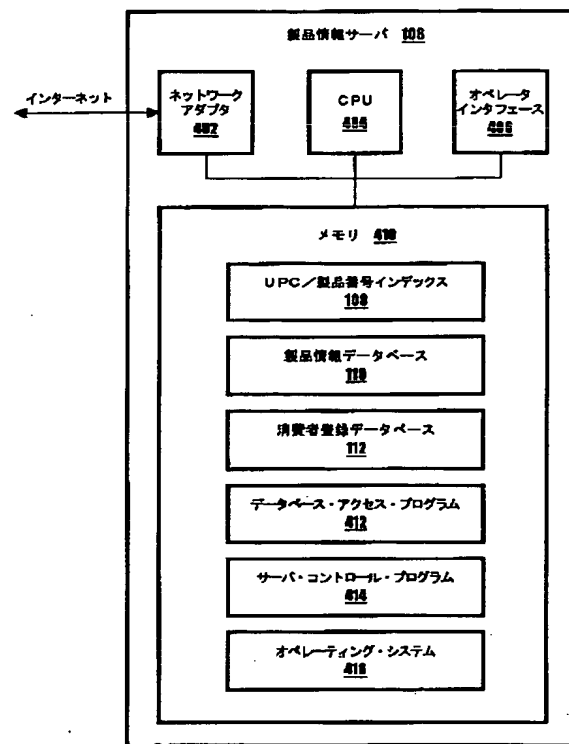 製品情報サーバ 106
インターネット
ネットワーク
アダプタ
402
CPU
404
オペレータ
インタフェース
406
メモリ 410
UPC/製品番号インデックス
108
製品情報データベース
110
消費者登録データベース
112
データベース・アクセス・プログラム
412
サーバ・コントロール・プログラム
414
オペレーティング・システム
416